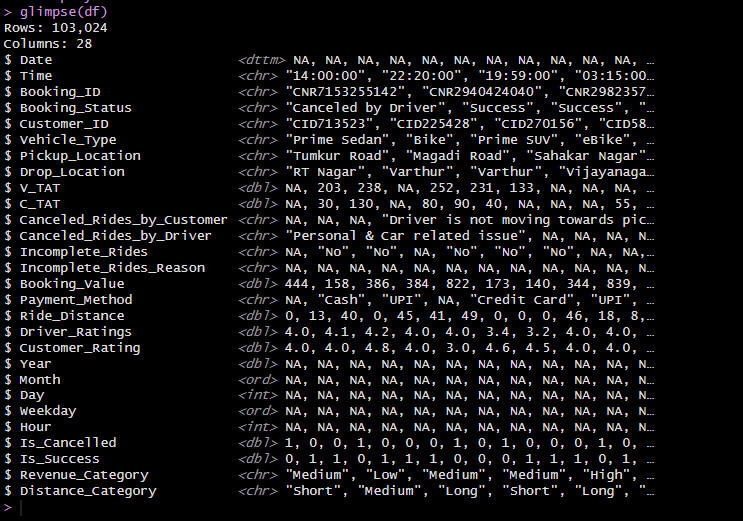 > glimpse(df)
Rows: 103,024
Columns: 28
$ Date <dttm> NA, NA, NA, NA, NA, NA, NA, NA, NA, NA, …
$ Time <chr> "14:00:00", "22:20:00", "19:59:00", "03:15:00…
$ Booking_ID <chr> "CNR7153255142", "CNR2940424040", "CNR2982357…
$ Booking_Status <chr> "Canceled by Driver", "Success", "Success", "…
$ Customer_ID <chr> "CID713523", "CID225428", "CID270156", "CID58…
$ Vehicle_Type <chr> "Prime Sedan", "Bike", "Prime SUV", "eBike", …
$ Pickup_Location <chr> "Tumkur Road", "Magadi Road", "Sahakar Nagar"…
$ Drop_Location <chr> "RT Nagar", "Varthur", "Varthur", "Vijayanaga…
$ V_TAT <dbl> NA, 203, 238, NA, 252, 231, 133, NA, NA, NA, …
$ C_TAT <dbl> NA, 30, 130, NA, 80, 90, 40, NA, NA, NA, 55, …
$ Canceled_Rides_by_Customer <chr> NA, NA, NA, "Driver is not moving towards pic…
$ Canceled_Rides_by_Driver <chr> "Personal & Car related issue", NA, NA, NA, N…
$ Incomplete_Rides <chr> NA, "No", "No", NA, "No", "No", "No", NA, NA,…
$ Incomplete_Rides_Reason <chr> NA, NA, NA, NA, NA, NA, NA, NA, NA, NA, NA, N…
$ Booking_Value <dbl> 444, 158, 386, 384, 822, 173, 140, 344, 839, …
$ Payment_Method <chr> NA, "Cash", "UPI", NA, "Credit Card", "UPI", …
$ Ride_Distance <dbl> 0, 13, 40, 0, 45, 41, 49, 0, 0, 0, 46, 18, 8,…
$ Driver_Ratings <dbl> 4.0, 4.1, 4.2, 4.0, 4.0, 3.4, 3.2, 4.0, 4.0, …
$ Customer_Rating <dbl> 4.0, 4.0, 4.8, 4.0, 3.0, 4.6, 4.5, 4.0, 4.0, …
$ Year <dbl> NA, NA, NA, NA, NA, NA, NA, NA, NA, NA, NA, N…
$ Month <ord> NA, NA, NA, NA, NA, NA, NA, NA, NA, NA, NA, N…
$ Day <int> NA, NA, NA, NA, NA, NA, NA, NA, NA, NA, NA, N…
$ Weekday <ord> NA, NA, NA, NA, NA, NA, NA, NA, NA, NA, NA, N…
$ Hour <int> NA, NA, NA, NA, NA, NA, NA, NA, NA, NA, NA, N…
$ Is_Cancelled <dbl> 1, 0, 0, 1, 0, 0, 0, 1, 0, 1, 0, 0, 0, 1, 0, …
$ Is_Success <dbl> 0, 1, 1, 0, 1, 1, 1, 0, 0, 0, 1, 1, 1, 0, 1, …
$ Revenue_Category <chr> "Medium", "Low", "Medium", "Medium", "High", …
$ Distance_Category <chr> "Short", "Medium", "Long", "Short", "Long", "…
>